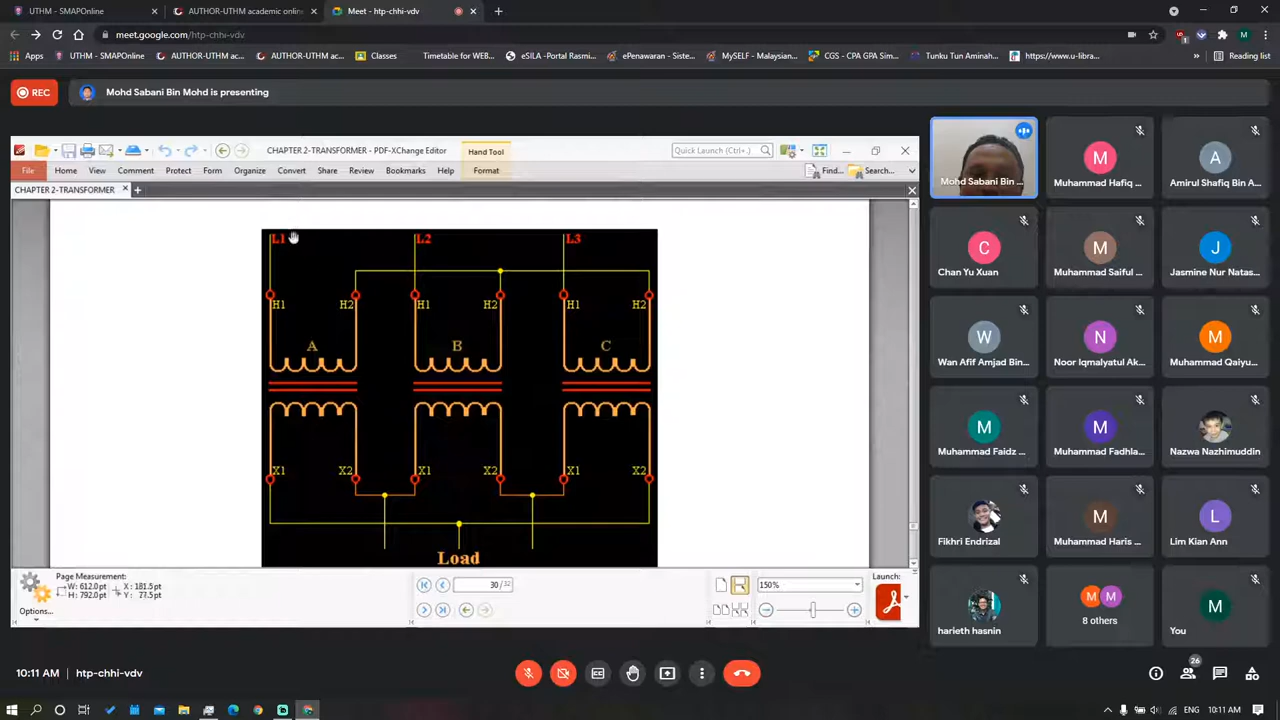 UTHM - SMAPOnline
AUTHOR-UTHM academic onlin
Meet - htp-chhi-vdv
meet.google.com/htp-chhi-vdv
Apps
UTHM - SMAPOnline
AUTHOR-UTHM ac...
AUTHOR-UTHM ac...
Classes
Timetable for WEB...
eSILA -Portal Rasmi...
ePenawaran - Siste...
MySELF - Malaysian...
CGS - CPA GPA Sim...
Tunku Tun Aminah...
https://www.u-libra...
»
Reading list
REC
Mohd Sabani Bin Mohd is presenting
CHAPTER 2-TRANSFORMER - PDF-XChange Editor
Hand Tool
Quick Launch (Ctrl+.)
File
Home
View
Comment
Protect
Form
Organize
Convert
Share
Review
Bookmarks
Help
Format
Find...
Search...
CHAPTER 2-TRANSFORMER
L1
L2
L3
H1
H2
H1
H2
H1
H2
A
B
C
X1
X2
X1
X2
X1
X2
Load
Options...
Page Measurement:
W: 612.0 pt
H: 792.0 pt
X: 181.5 pt
Y: 77.5 pt
30 / 32
150%
Launch:
Mohd Sabani Bin ...
M
Muhammad Hafiq ...
A
Amirul Shafiq Bin A...
C
Chan Yu Xuan
Muhammad Saiful ...
J
Jasmine Nur Natas...
W
Wan Afif Amjad Bin...
N
Noor Iqmalyatul Ak...
M
Muhammad Qaiyu...
M
Muhammad Faidz ...
M
Muhammad Fadhla...
Nazwa Nazhimuddin
Fikhri Endrizal
M
Muhammad Haris ...
L
Lim Kian Ann
harieth hasnin
M
M
8 others
M
You
10:11 AM
htp-chhi-vdv
26
ENG
10:11 AM